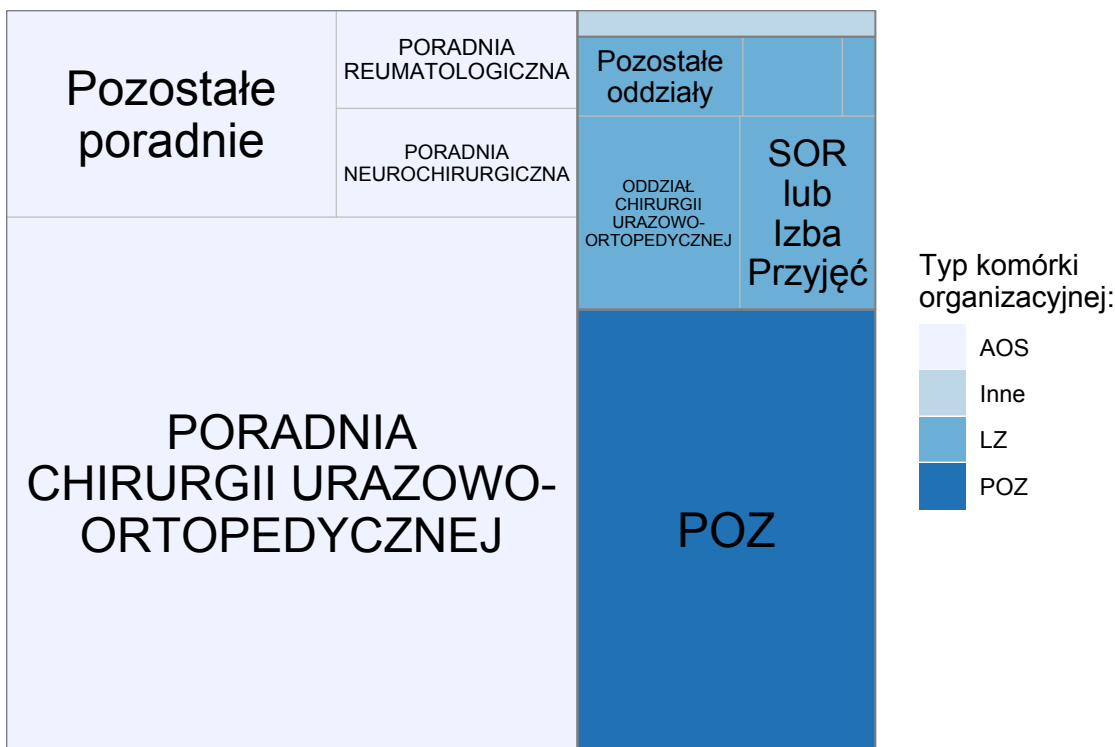 Pozostałe
poradnie
PORADNIA
REUMATOLOGICZNA
PORADNIA
NEUROCHIRURGICZNA
PORADNIA
CHIRURGII URAZOWO-
ORTOPEDYCZNEJ
Pozostałe
oddziały
ODDZIAŁ
CHIRURGII
URAZOWO-
ORTOPEDYCZNEJ
SOR
lub
Izba
Przyjęć
POZ
Typ komórki
organizacyjnej:
AOS
Inne
LZ
POZ